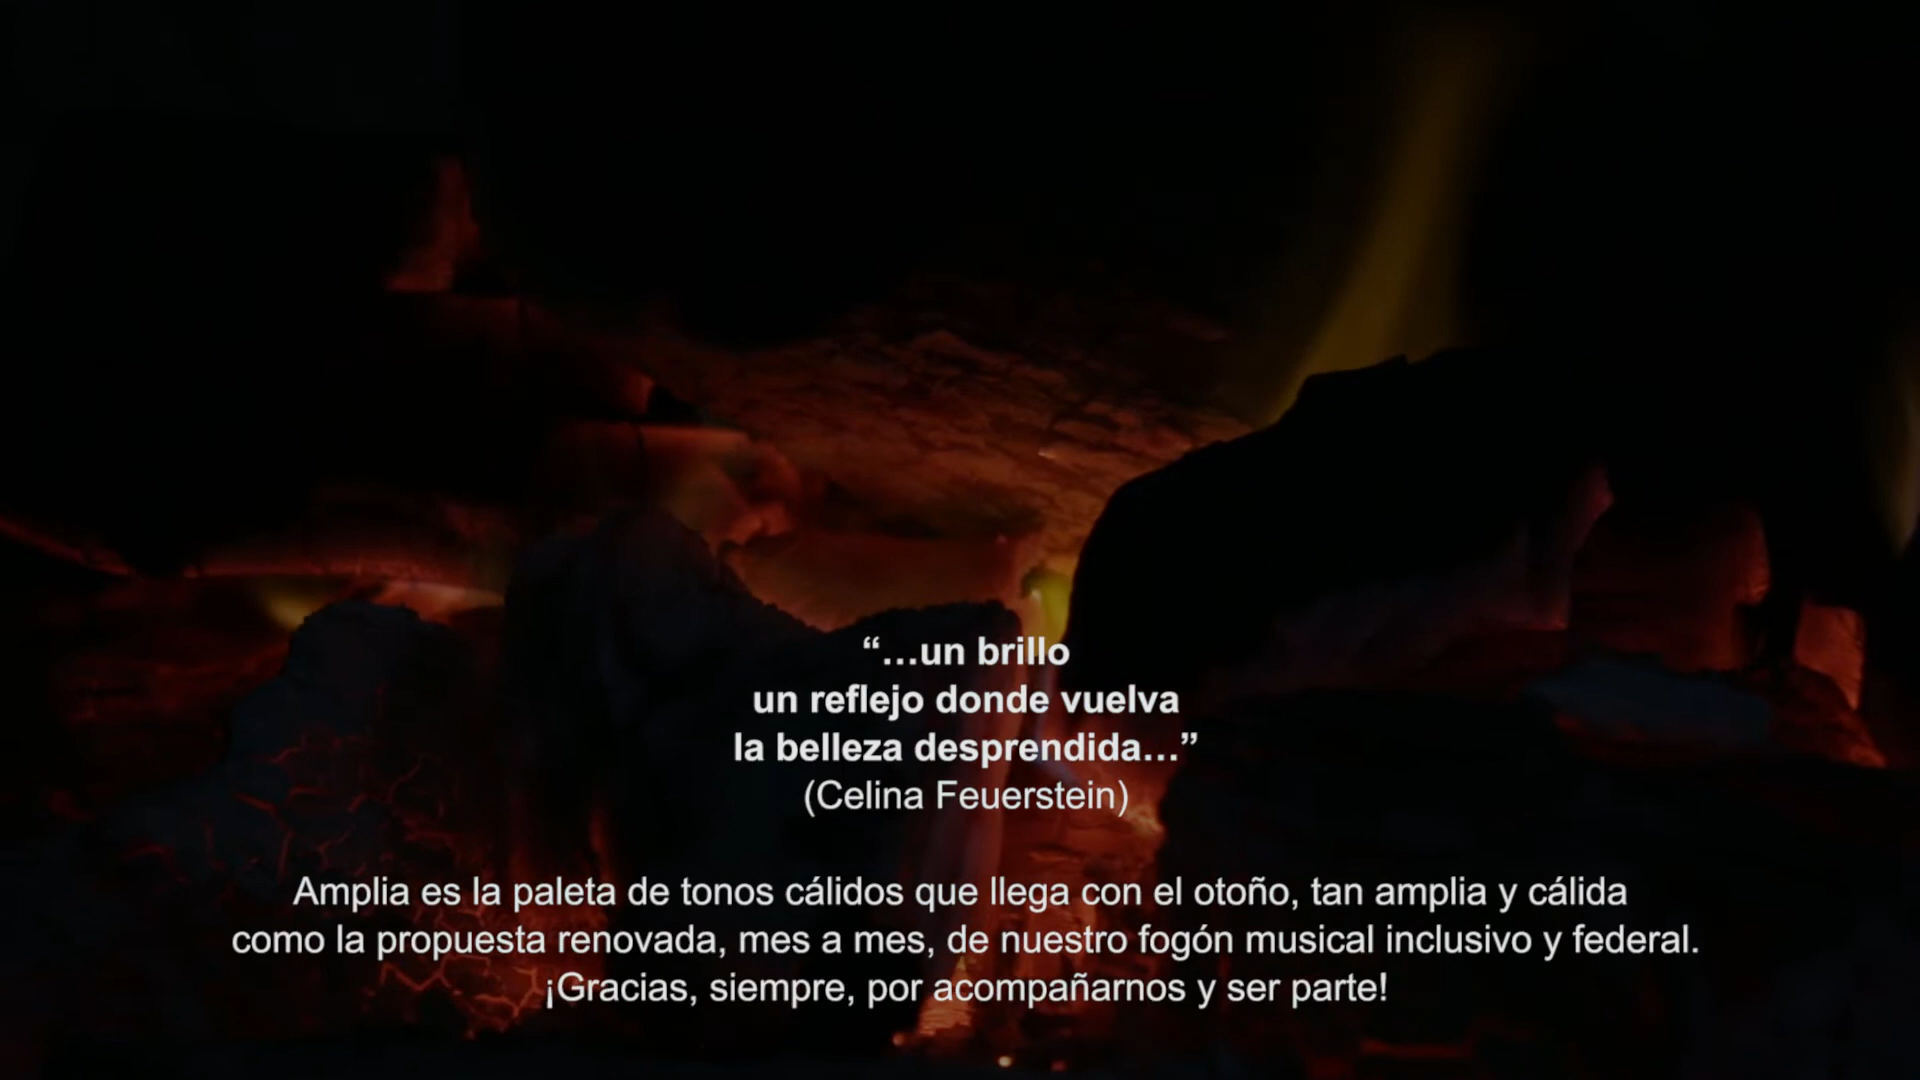 “...un brillo
un reflejo donde vuelva
la belleza desprendida...”
(Celina Feuerstein)
Amplia es la paleta de tonos cálidos que llega con el otoño, tan amplia y cálida
como la propuesta renovada, mes a mes, de nuestro fogón musical inclusivo y federal.
¡Gracias, siempre, por acompañarnos y ser parte!